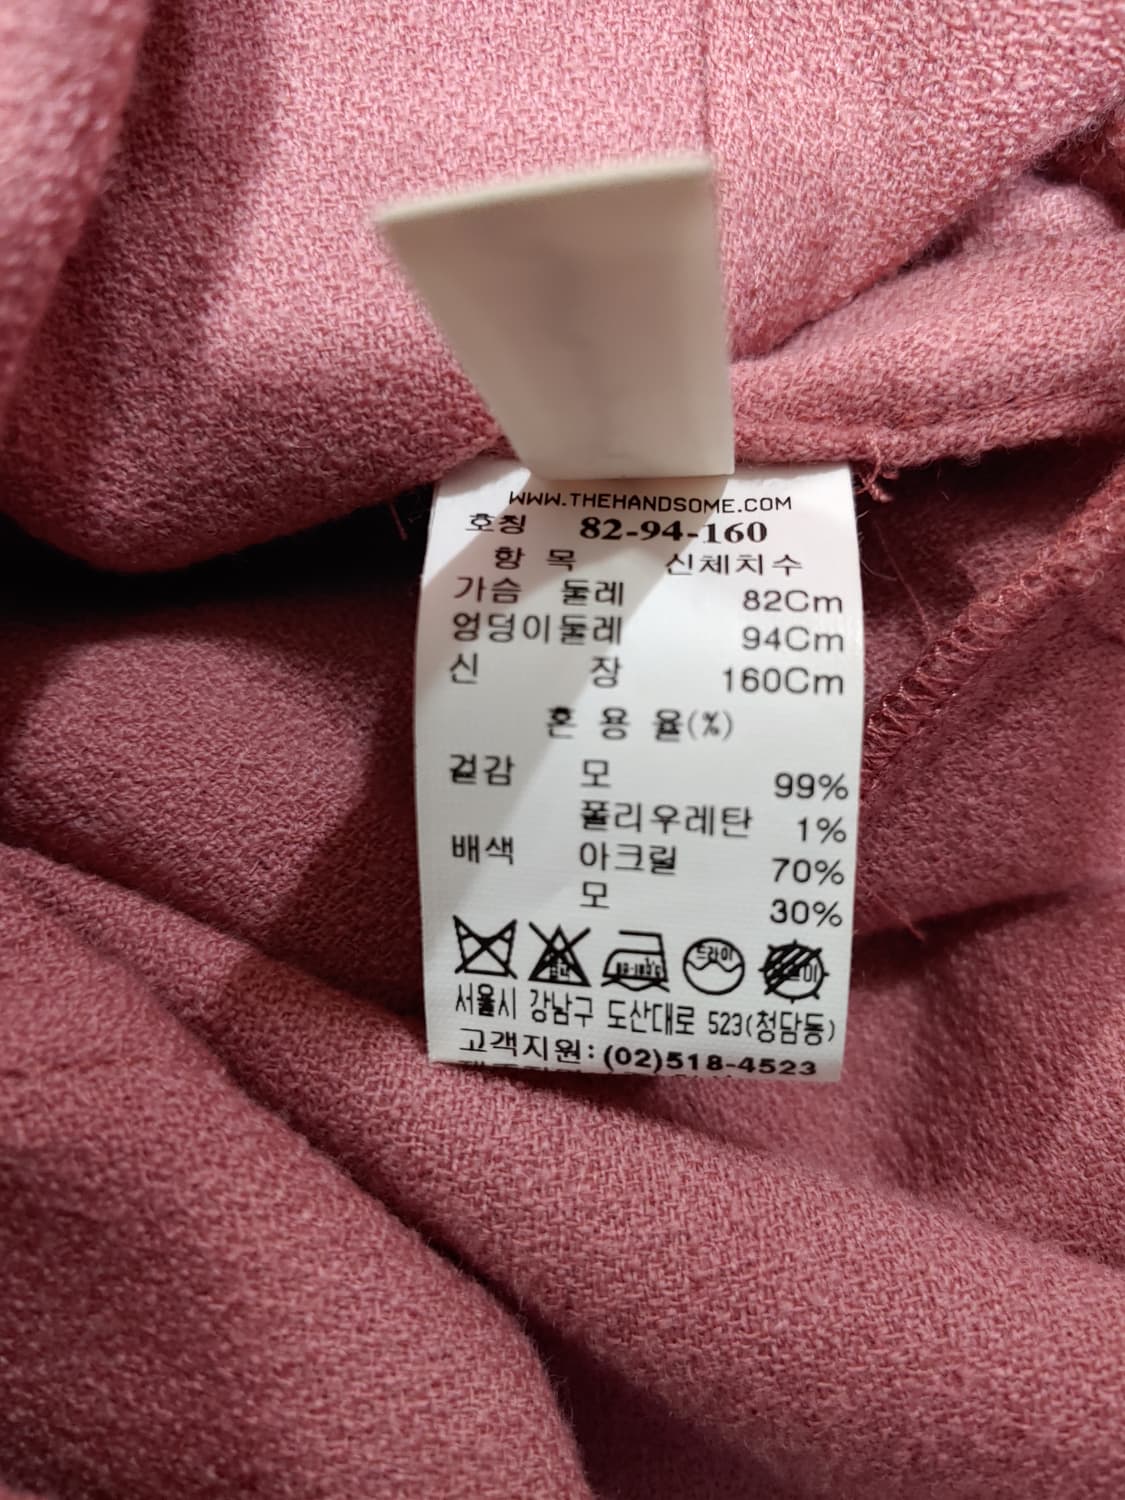 WWW.THEHANDSOME.COM
호칭 82-94-160
항 목 신체치수
가슴 둘레 82Cm
엉덩이둘레 94Cm
신 장 160Cm
혼 용 율(%)
겉감 모 99%
폴리우레탄 1%
배색 아크릴 70%
모 30%
드라이
서울시 강남구 도산대로 523(청담동)
고객지원: (02)518-4523